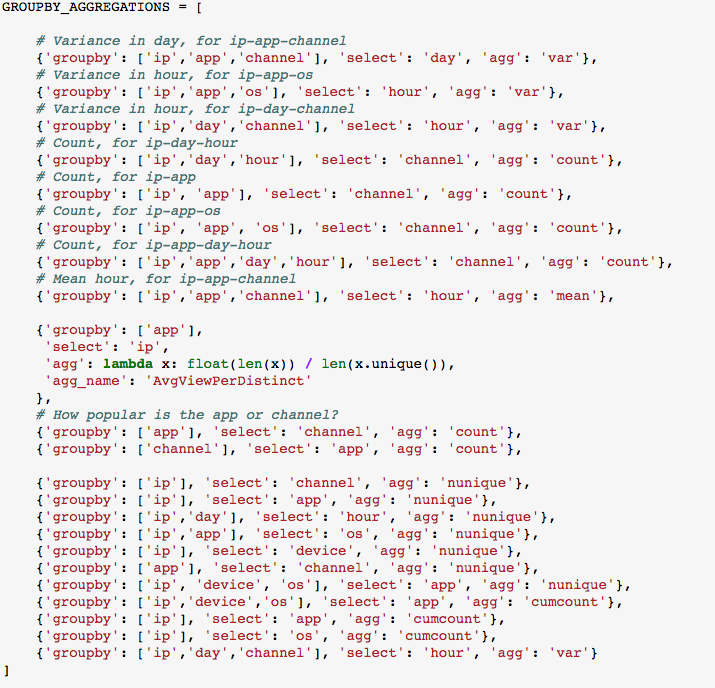 GROUPBY_AGGREGATIONS = [
# Variance in day, for ip-app-channel
{'groupby': ['ip','app','channel'], 'select': 'day', 'agg': 'var'},
# Variance in hour, for ip-app-os
{'groupby': ['ip','app','os'], 'select': 'hour', 'agg': 'var'},
# Variance in hour, for ip-day-channel
{'groupby': ['ip','day','channel'], 'select': 'hour', 'agg': 'var'},
# Count, for ip-day-hour
{'groupby': ['ip','day','hour'], 'select': 'channel', 'agg': 'count'},
# Count, for ip-app
{'groupby': ['ip', 'app'], 'select': 'channel', 'agg': 'count'},
# Count, for ip-app-os
{'groupby': ['ip', 'app', 'os'], 'select': 'channel', 'agg': 'count'},
# Count, for ip-app-day-hour
{'groupby': ['ip','app','day','hour'], 'select': 'channel', 'agg': 'count'},
# Mean hour, for ip-app-channel
{'groupby': ['ip','app','channel'], 'select': 'hour', 'agg': 'mean'},
{'groupby': ['app'],
'select': 'ip',
'agg': lambda x: float(len(x)) / len(x.unique()),
'agg_name': 'AvgViewPerDistinct'
},
# How popular is the app or channel?
{'groupby': ['app'], 'select': 'channel', 'agg': 'count'},
{'groupby': ['channel'], 'select': 'app', 'agg': 'count'},
{'groupby': ['ip'], 'select': 'channel', 'agg': 'nunique'},
{'groupby': ['ip'], 'select': 'app', 'agg': 'nunique'},
{'groupby': ['ip','day'], 'select': 'hour', 'agg': 'nunique'},
{'groupby': ['ip','app'], 'select': 'os', 'agg': 'nunique'},
{'groupby': ['ip'], 'select': 'device', 'agg': 'nunique'},
{'groupby': ['app'], 'select': 'channel', 'agg': 'nunique'},
{'groupby': ['ip', 'device', 'os'], 'select': 'app', 'agg': 'nunique'},
{'groupby': ['ip','device','os'], 'select': 'app', 'agg': 'cumcount'},
{'groupby': ['ip'], 'select': 'app', 'agg': 'cumcount'},
{'groupby': ['ip'], 'select': 'os', 'agg': 'cumcount'},
{'groupby': ['ip','day','channel'], 'select': 'hour', 'agg': 'var'}
]